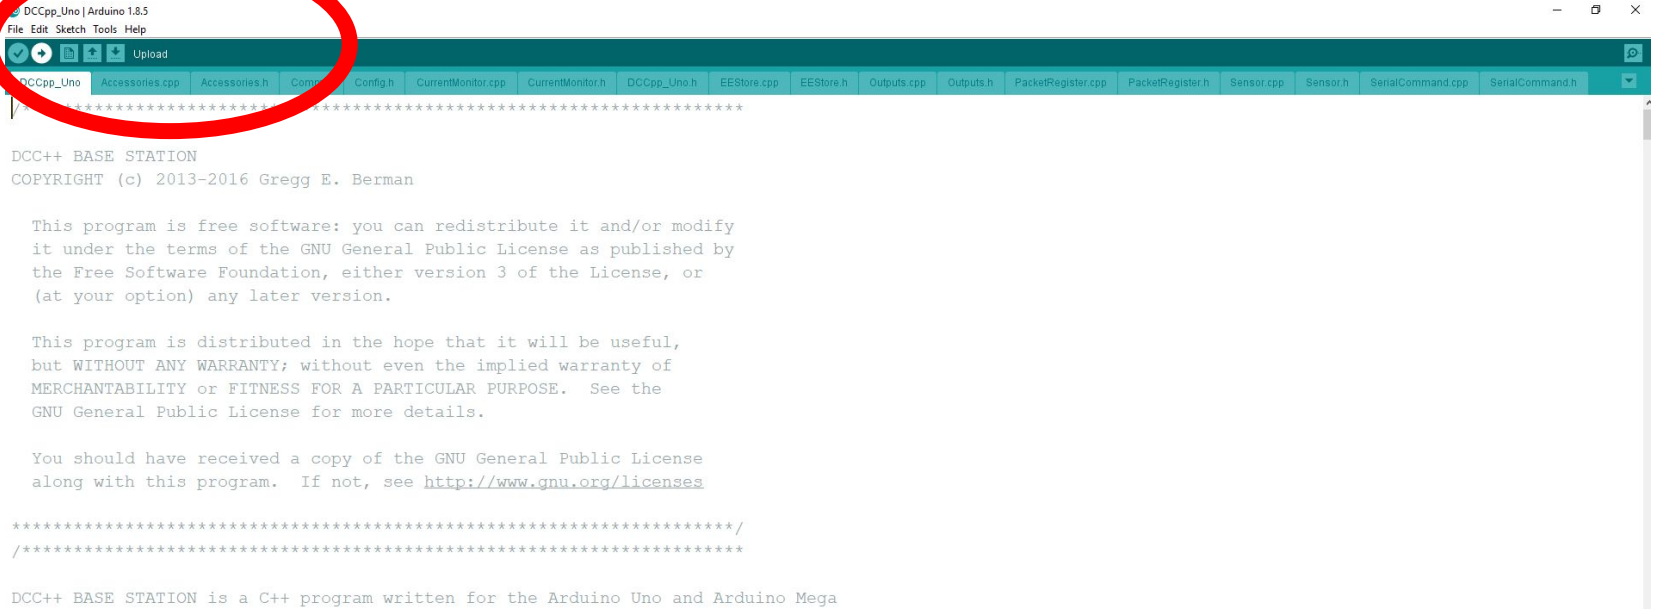 DCCpp_Uno | Arduino 1.8.5
File Edit Sketch Tools Help
Upload
DCCpp_Uno Accessories.cpp Accessories.h Config.h CurrentMonitor.cpp CurrentMonitor.h DCCpp_Uno.h EEStore.cpp EEStore.h Outputs.cpp Outputs.h PacketRegister.cpp PacketRegister.h Sensor.cpp Sensor.h SerialCommand.cpp SerialCommand.h
DCC++ BASE STATION
COPYRIGHT (c) 2013-2016 Gregg E. Berman
This program is free software: you can redistribute it and/or modify
it under the terms of the GNU General Public License as published by
the Free Software Foundation, either version 3 of the License, or
(at your option) any later version.
This program is distributed in the hope that it will be useful,
but WITHOUT ANY WARRANTY; without even the implied warranty of
MERCHANTABILITY or FITNESS FOR A PARTICULAR PURPOSE.  See the
GNU General Public License for more details.
You should have received a copy of the GNU General Public License
along with this program.  If not, see http://www.gnu.org/licenses
***********************************************************************/
/***********************************************************************
DCC++ BASE STATION is a C++ program written for the Arduino Uno and Arduino Mega